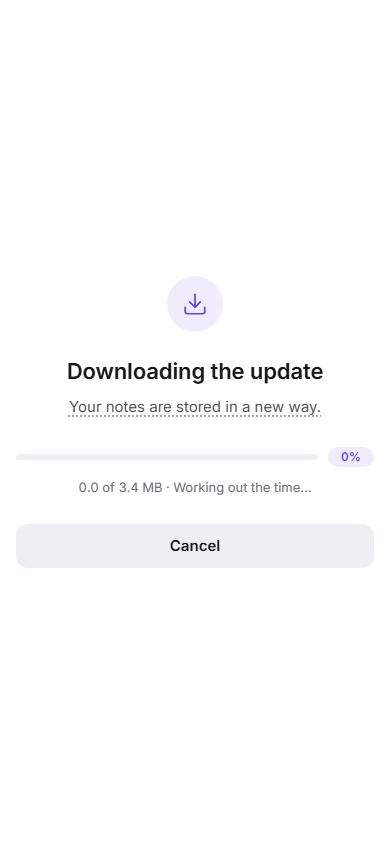 Downloading the update
Your notes are stored in a new way.
0%
0.0 of 3.4 MB · Working out the time...
Cancel